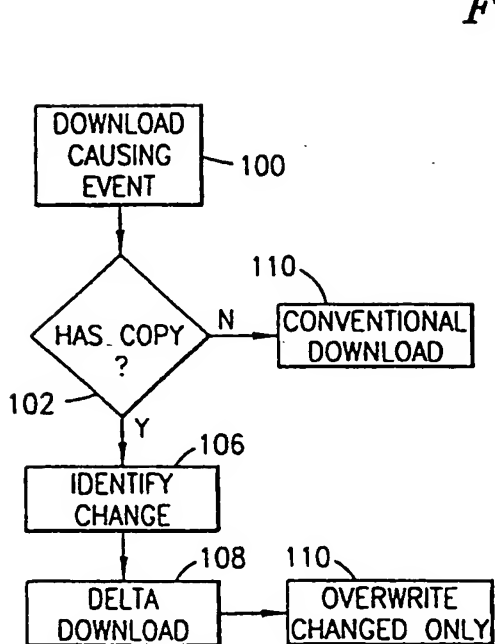 F
DOWNLOAD
CAUSING
EVENT
100
HAS COPY
?
102
N
110
CONVENTIONAL
DOWNLOAD
Y
106
IDENTIFY
CHANGE
108
DELTA
DOWNLOAD
110
OVERWRITE
CHANGED ONLY